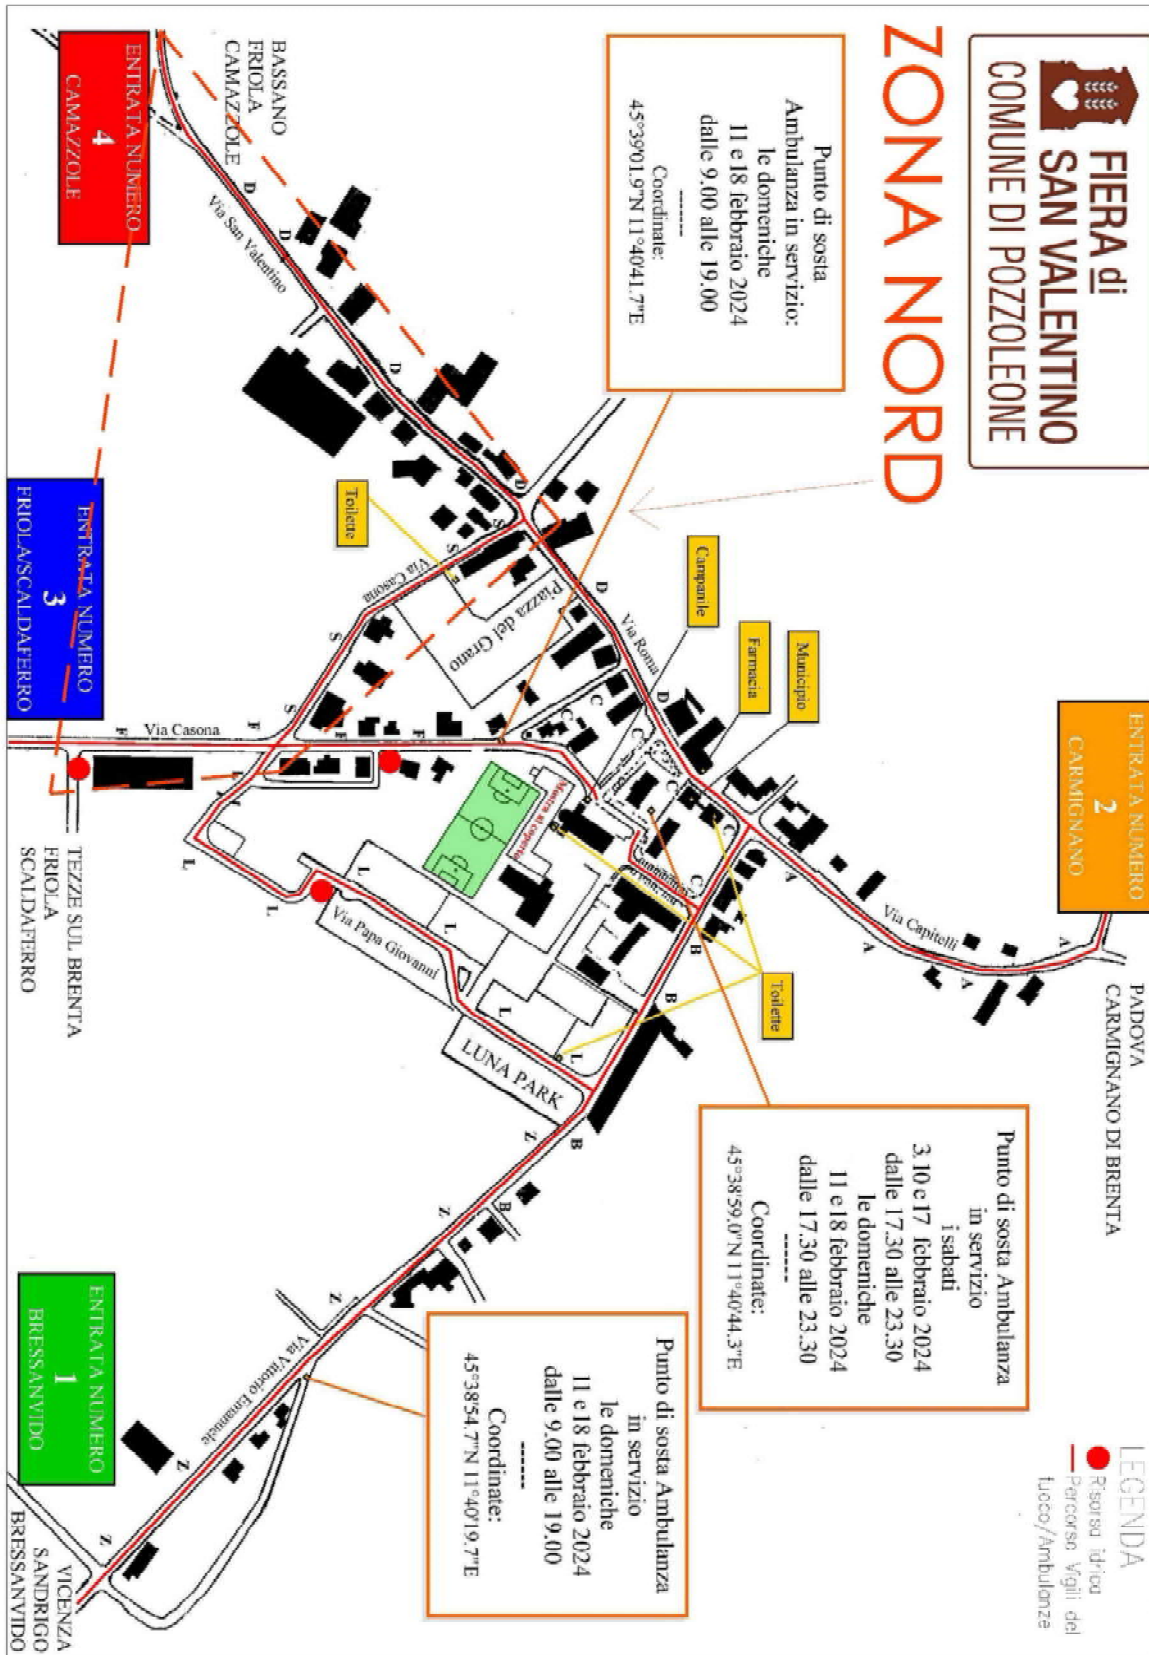 FIERA di
SAN VALENTINO
COMUNE DI POZZOLEONE
ZONA NORD
Punto di sosta
Ambulanza in servizio:
le domeniche
11 e 18 febbraio 2024
dalle 9.00 alle 19.00
------
Coordinate:
45°39'01.9"N 11°40'41.7"E
BASSANO
FRIOLA
CAMAZZOLE
ENTRATA NUMERO
4
CAMAZZOLE
D
D
Via San Valentino
D
D
Toilette
S
S
Via Casona
S
S
Piazza del Grano
D
Via Roma
D
Campanile
Farmacia
Municipio
ENTRATA NUMERO
2
CARMIGNANO
PADOVA
CARMIGNANO DI BRENTA
A
A
Via Capitelli
A
A
C
C
C
C
C
C
Mostra al coperto
ENTRATA NUMERO
3
FRIOLA/SCALDAFERRO
Via Casona
F
F
F
F
TEZZE SUL BRENTA
FRIOLA
SCALDAFERRO
L
L
L
L
Via Papa Giovanni
L
L
LUNA PARK
Toilette
B
B
B
B
Z
Z
Z
Z
Z
Via Vittorio Emanuele
Punto di sosta Ambulanza
in servizio
i sabati
3.10 e 17 febbraio 2024
dalle 17.30 alle 23.30
le domeniche
11 e 18 febbraio 2024
dalle 17.30 alle 23.30
------
Coordinate:
45°38'59.0"N 11°40'44.3"E
Punto di sosta Ambulanza
in servizio
le domeniche
11 e 18 febbraio 2024
dalle 9.00 alle 19.00
------
Coordinate:
45°38'54.7"N 11°40'19.7"E
ENTRATA NUMERO
1
BRESSANVIDO
VICENZA
SANDRIGO
BRESSANVIDO
LEGENDA
Risorsa idrica
Percorso Vigili del
fuoco/Ambulanze